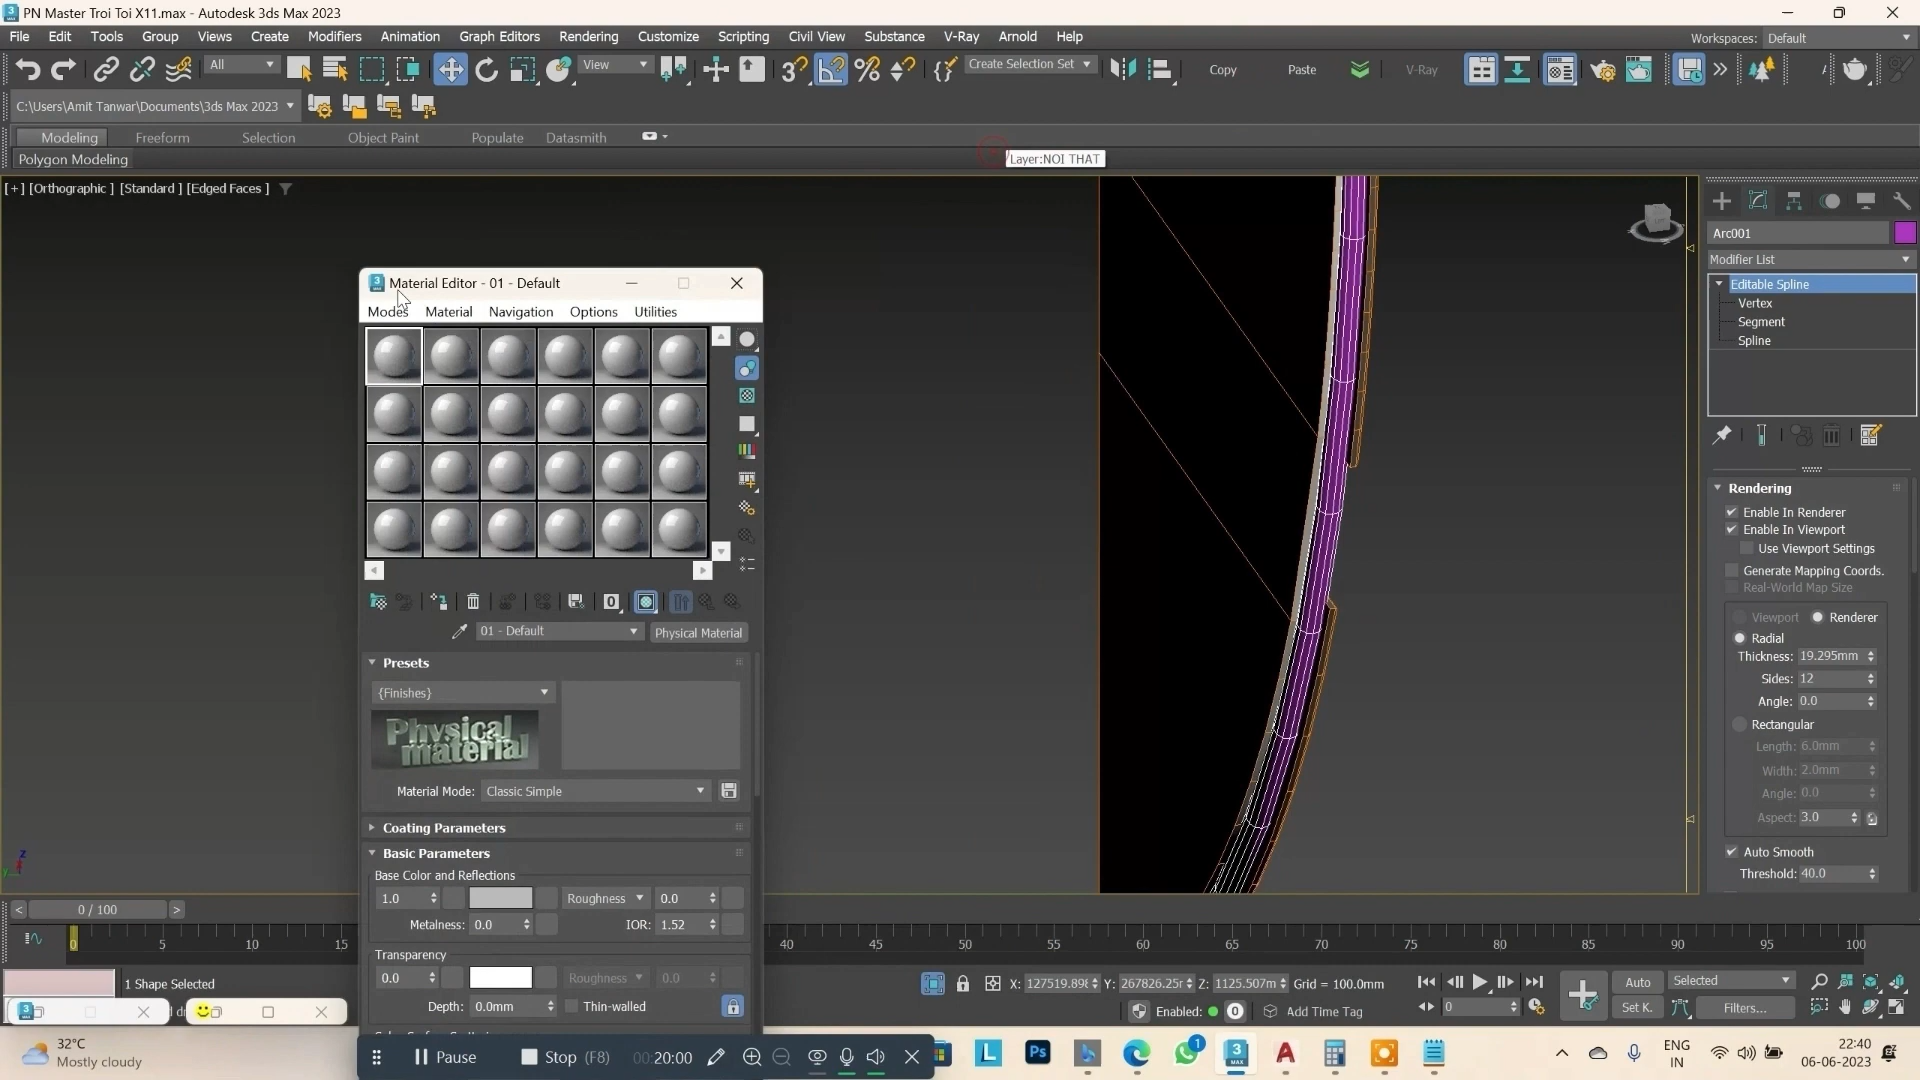 PN Master Troi Toi X11.max - Autodesk 3ds Max 2023
File Edit Tools Group Views Create Modifiers Animation Graph Editors Rendering Customize Scripting Civil View Substance V-Ray Arnold Help
Workspaces: Default
All View Create Selection Set Copy Paste V-Ray
C:\Users\Amit Tanwar\Documents\3ds Max 2023
Modeling Freeform Selection Object Paint Populate Datasmith
Polygon Modeling
Layer:NOI THAT
[+] [Orthographic ] [Standard ] [Edged Faces ]
Material Editor - 01 - Default
Modes Material Navigation Options Utilities
01 - Default Physical Material
Presets
{Finishes}
Physical material
Material Mode: Classic Simple
Coating Parameters
Basic Parameters
Base Color and Reflections
1.0 Roughness 0.0
Metalness: 0.0 IOR: 1.52
Transparency
0.0 Roughness 0.0
Depth: 0.0mm Thin-walled
Arc001
Modifier List
Editable Spline
Vertex
Segment
Spline
Rendering
Enable In Renderer
Enable In Viewport
Use Viewport Settings
Generate Mapping Coords.
Real-World Map Size
Viewport Renderer
Radial
Thickness: 19.295mm
Sides: 12
Angle: 0.0
Rectangular
Length: 6.0mm
Width: 2.0mm
Angle: 0.0
Aspect: 3.0
Auto Smooth
Threshold: 40.0
< 0 / 100 >
0 5 10 15 40 45 50 55 60 65 70 75 80 85 90 95 100
1 Shape Selected
X: 127519.898 Y: 267826.25 Z: 1125.507m Grid = 100.0mm
Auto Selected
Enabled: 0 Add Time Tag
0 Set K. Filters...
32°C
Mostly cloudy
Pause Stop (F8) 00:20:00
1
ENG
IN
22:40
06-06-2023